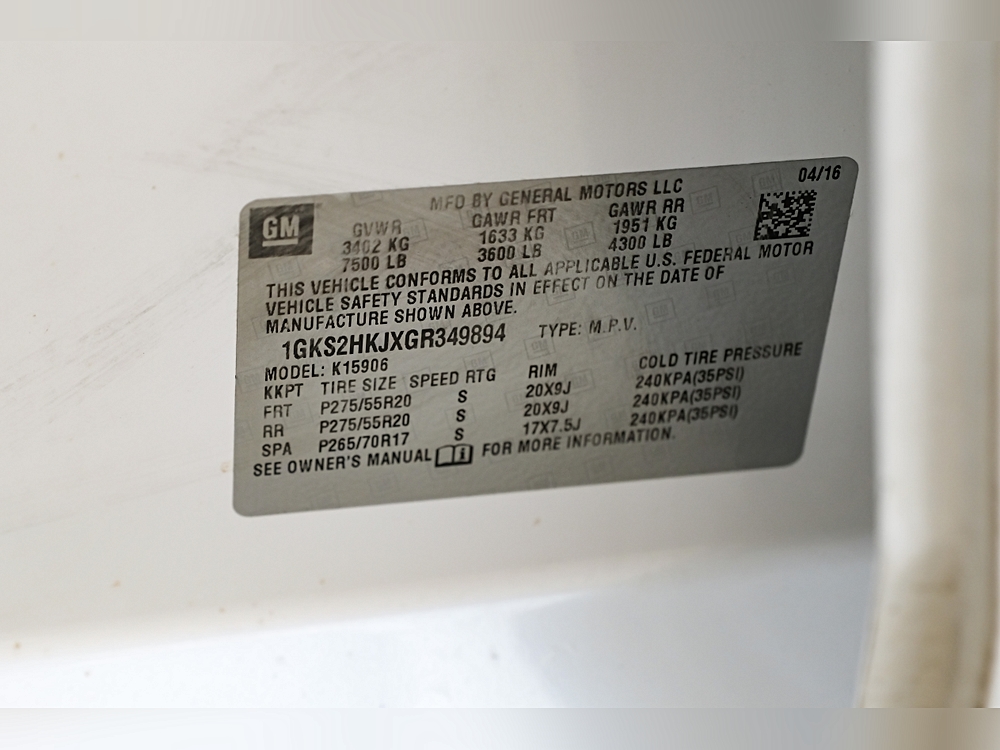 04/16
MFD BY GENERAL MOTORS LLC
GM
GVWR GAWR FRT GAWR RR
3402 KG 1633 KG 1951 KG
7500 LB 3600 LB 4300 LB
THIS VEHICLE CONFORMS TO ALL APPLICABLE U.S. FEDERAL MOTOR
VEHICLE SAFETY STANDARDS IN EFFECT ON THE DATE OF
MANUFACTURE SHOWN ABOVE.
1GKS2HKJXGR349894 TYPE: M.P.V.
MODEL: K15906
KKPT TIRE SIZE SPEED RTG RIM COLD TIRE PRESSURE
FRT P275/55R20 S 20X9J 240KPA(35PSI)
RR P275/55R20 S 20X9J 240KPA(35PSI)
SPA P265/70R17 S 17X7.5J 240KPA(35PSI)
SEE OWNER'S MANUAL i FOR MORE INFORMATION.